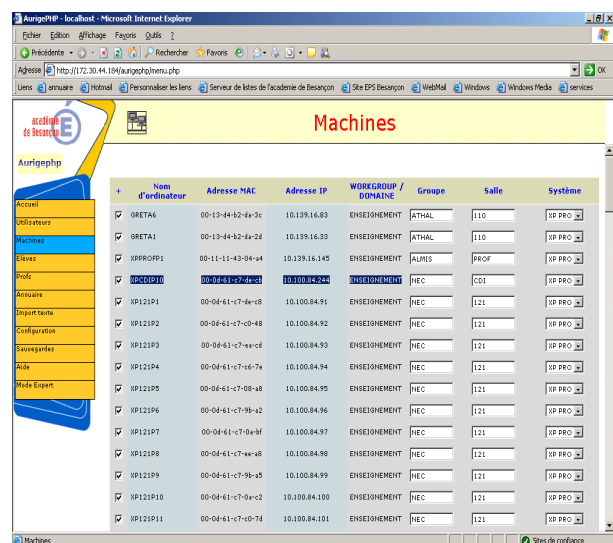 AurigePHP - localhost - Microsoft Internet Explorer
Fichier Edition Affichage Favoris Outils ?
Précédente Rechercher Favoris
Adresse http://172.30.44.184/aurigephp/menu.php OK
Liens annuaire Hotmail Personnaliser les liens Serveur de listes de l'académie de Besançon Site EPS Besançon WebMail Windows Windows Media services
académie de Besançon
Machines
Aurigephp
Accueil
Utilisateurs
Machines
Elèves
Profs
Annuaire
Import texte
Configuration
Sauvegardes
Aide
Mode Expert
+ Nom d'ordinateur Adresse MAC Adresse IP WORKGROUP / DOMAINE Groupe Salle Système
GRETA6 00-13-d4-b2-da-3c 10.139.16.83 ENSEIGNEMENT ATHAL 110 XP PRO
GRETA1 00-13-d4-b2-da-2d 10.139.16.33 ENSEIGNEMENT ATHAL 110 XP PRO
XPPROFP1 00-11-11-43-04-a4 10.139.16.145 ENSEIGNEMENT ALMIS PROF XP PRO
XPCDIP10 00-0d-61-c7-de-cb 10.100.84.244 ENSEIGNEMENT NEC CDI XP PRO
XP121P1 00-0d-61-c7-de-c8 10.100.84.91 ENSEIGNEMENT NEC 121 XP PRO
XP121P2 00-0d-61-c7-c0-48 10.100.84.92 ENSEIGNEMENT NEC 121 XP PRO
XP121P3 00-0d-61-c7-ea-cd 10.100.84.93 ENSEIGNEMENT NEC 121 XP PRO
XP121P4 00-0d-61-c7-c6-7e 10.100.84.94 ENSEIGNEMENT NEC 121 XP PRO
XP121P5 00-0d-61-c7-08-a8 10.100.84.95 ENSEIGNEMENT NEC 121 XP PRO
XP121P6 00-0d-61-c7-9b-a2 10.100.84.96 ENSEIGNEMENT NEC 121 XP PRO
XP121P7 00-0d-61-c7-0a-bf 10.100.84.97 ENSEIGNEMENT NEC 121 XP PRO
XP121P8 00-0d-61-c7-ee-a8 10.100.84.98 ENSEIGNEMENT NEC 121 XP PRO
XP121P9 00-0d-61-c7-9b-a5 10.100.84.99 ENSEIGNEMENT NEC 121 XP PRO
XP121P10 00-0d-61-c7-0a-c2 10.100.84.100 ENSEIGNEMENT NEC 121 XP PRO
XP121P11 00-0d-61-c7-c0-7d 10.100.84.101 ENSEIGNEMENT NEC 121 XP PRO
Machines Sites de confiance